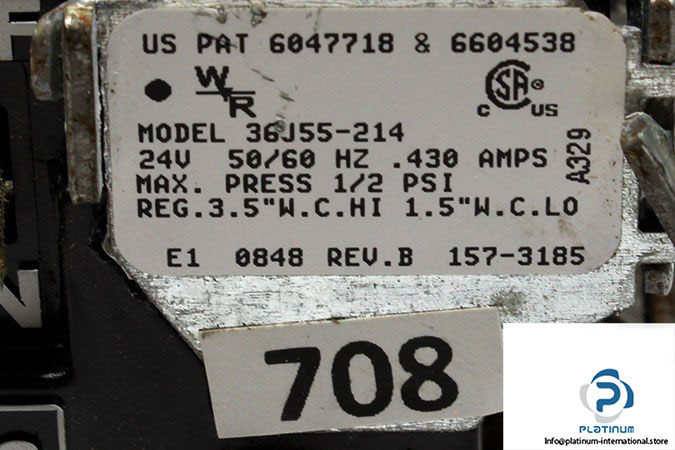 US PAT 6047718 & 6604538
WR
CSA
C US
MODEL 36J55-214
24V 50/60 HZ .430 AMPS
MAX. PRESS 1/2 PSI
REG.3.5"W.C.HI 1.5"W.C.LO
A329
E1 0848 REV.B 157-3185
708
PLATINUM
Info@platinum-international.store